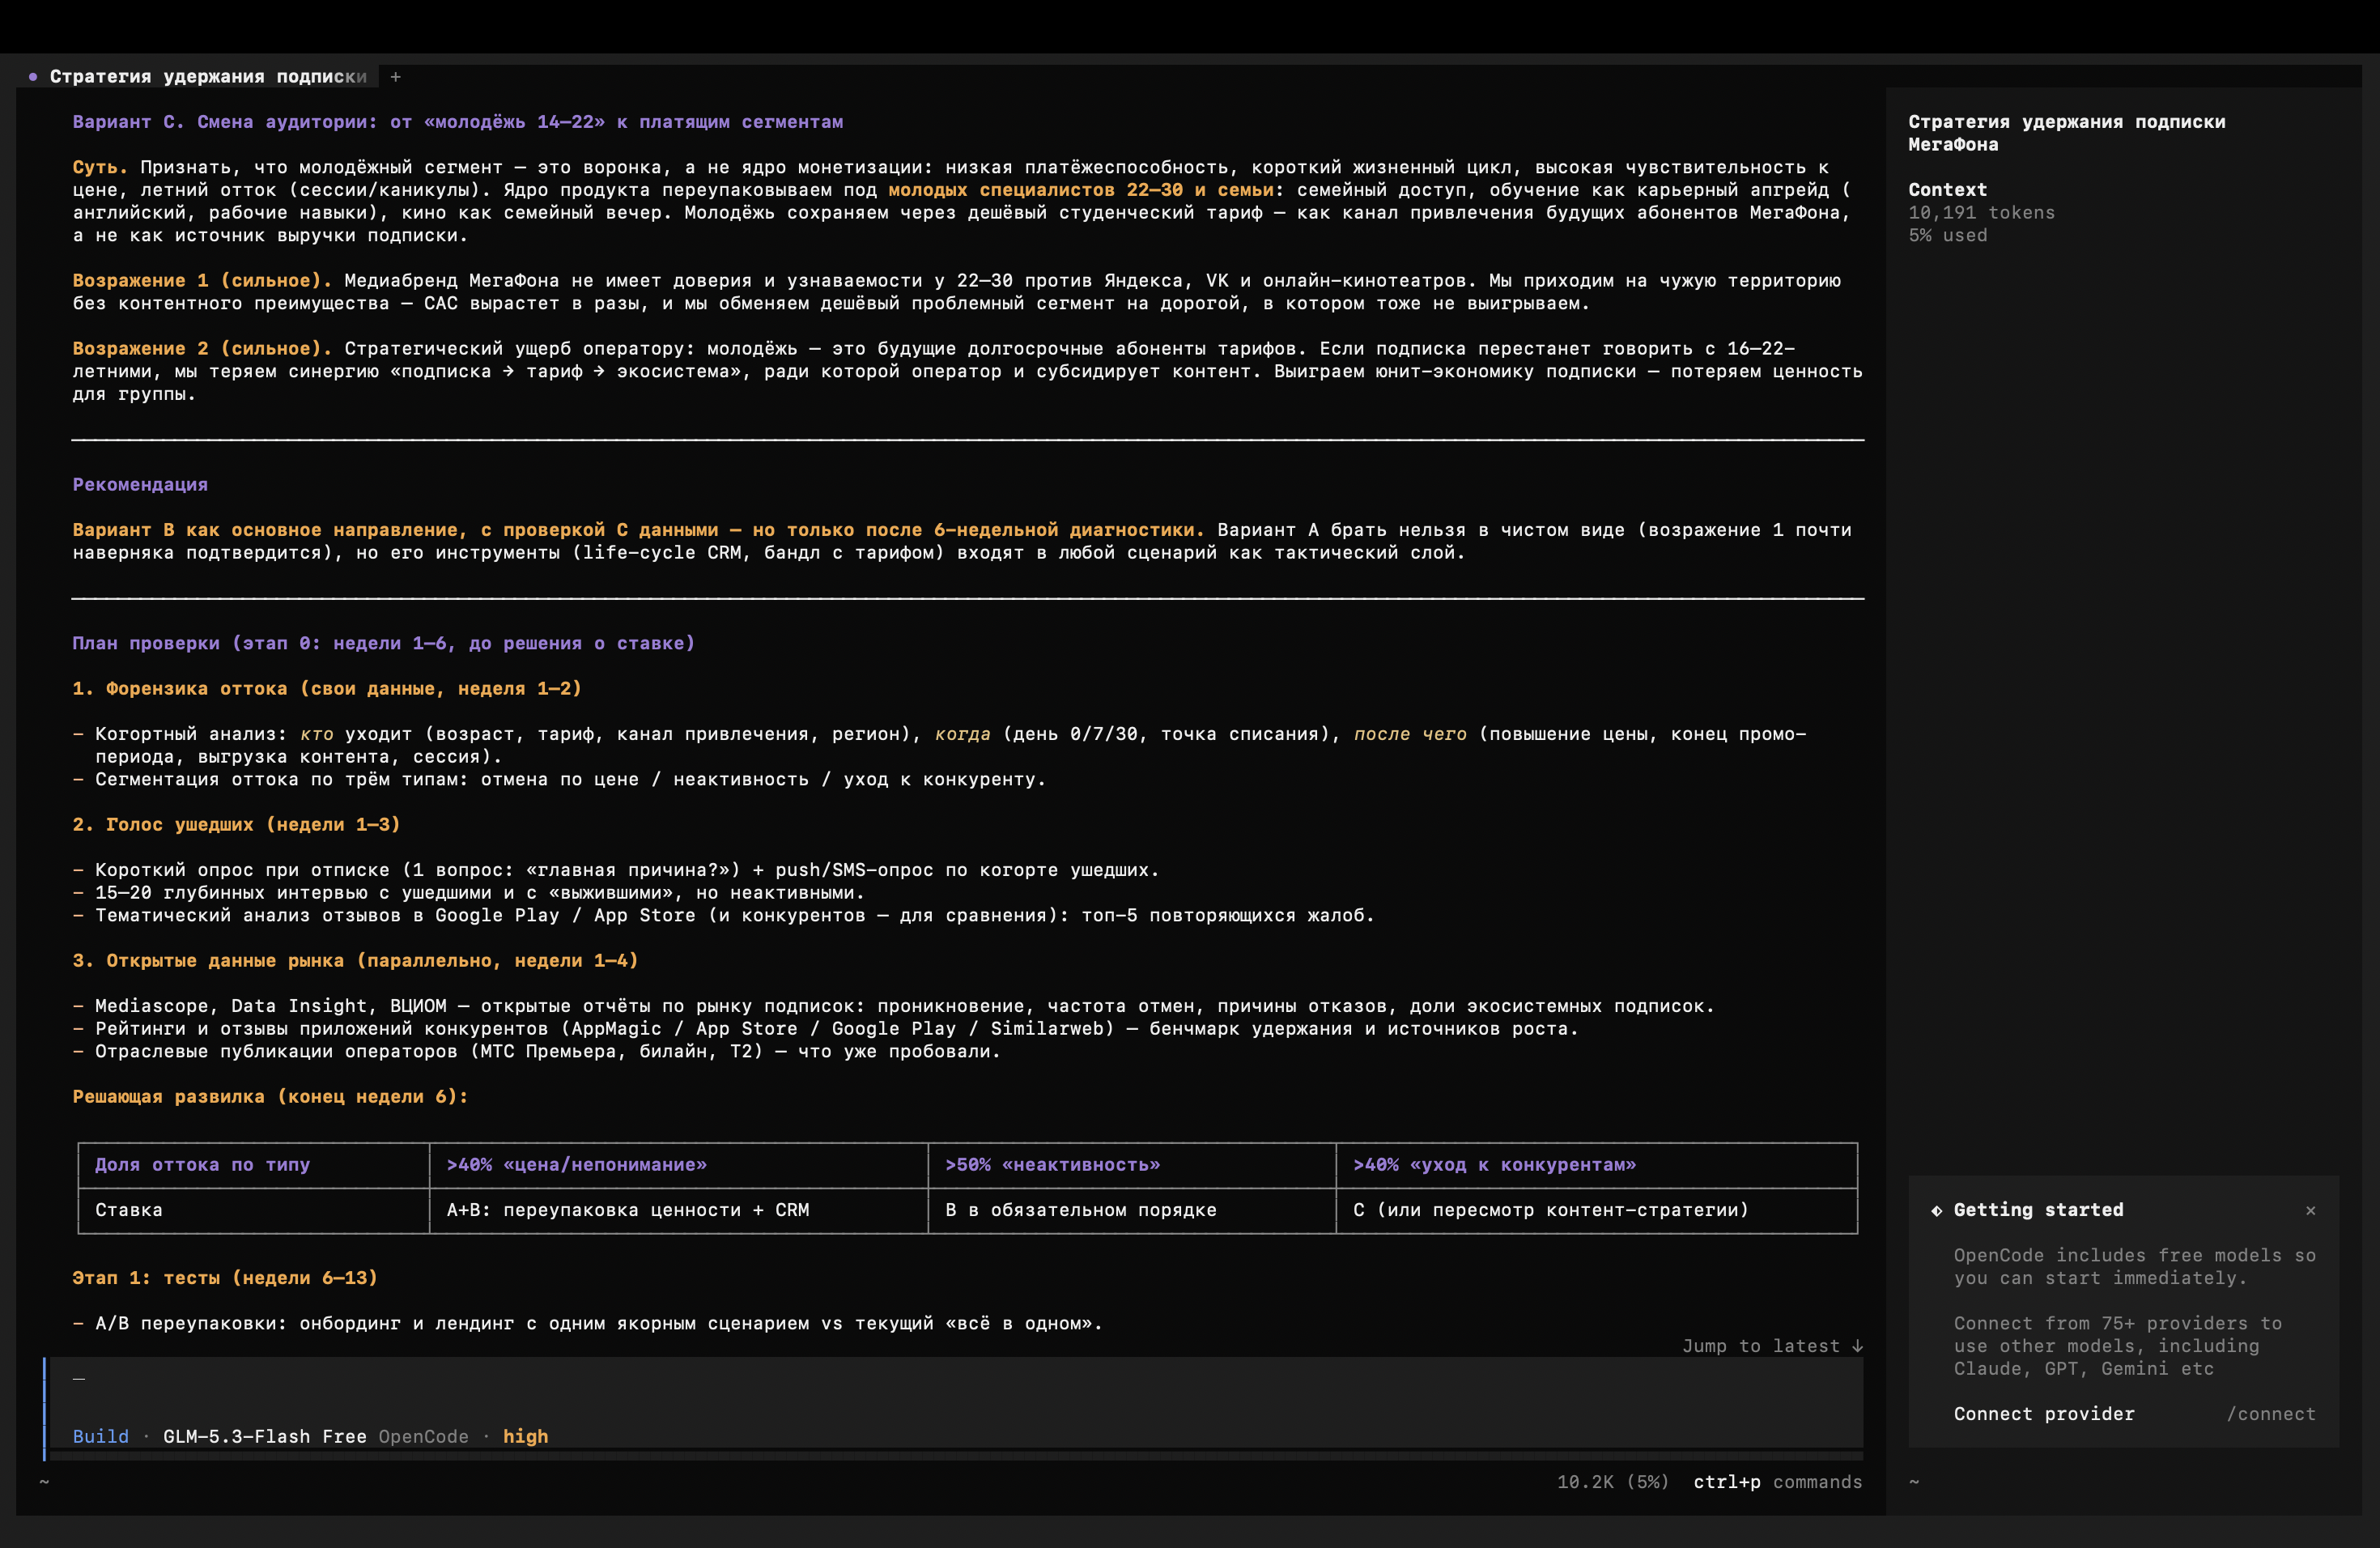 ● Стратегия удержания подписки +
Вариант C. Смена аудитории: от «молодёжь 14–22» к платящим сегментам
Суть. Признать, что молодёжный сегмент — это воронка, а не ядро монетизации: низкая платёжеспособность, короткий жизненный цикл, высокая чувствительность к
цене, летний отток (сессии/каникулы). Ядро продукта переупаковываем под молодых специалистов 22–30 и семьи: семейный доступ, обучение как карьерный апгрейд (
английский, рабочие навыки), кино как семейный вечер. Молодёжь сохраняем через дешёвый студенческий тариф — как канал привлечения будущих абонентов МегаФона,
а не как источник выручки подписки.
Возражение 1 (сильное). Медиабренд МегаФона не имеет доверия и узнаваемости у 22–30 против Яндекса, VK и онлайн-кинотеатров. Мы приходим на чужую территорию
без контентного преимущества — CAC вырастет в разы, и мы обменяем дешёвый проблемный сегмент на дорогой, в котором тоже не выигрываем.
Возражение 2 (сильное). Стратегический ущерб оператору: молодёжь — это будущие долгосрочные абоненты тарифов. Если подписка перестанет говорить с 16–22-
летними, мы теряем синергию «подписка → тариф → экосистема», ради которой оператор и субсидирует контент. Выиграем юнит-экономику подписки — потеряем ценность
для группы.
Рекомендация
Вариант B как основное направление, с проверкой C данными — но только после 6-недельной диагностики. Вариант A брать нельзя в чистом виде (возражение 1 почти
наверняка подтвердится), но его инструменты (life-cycle CRM, бандл с тарифом) входят в любой сценарий как тактический слой.
План проверки (этап 0: недели 1–6, до решения о ставке)
1. Форензика оттока (свои данные, неделя 1–2)
– Когортный анализ: кто уходит (возраст, тариф, канал привлечения, регион), когда (день 0/7/30, точка списания), после чего (повышение цены, конец промо-
периода, выгрузка контента, сессия).
– Сегментация оттока по трём типам: отмена по цене / неактивность / уход к конкуренту.
2. Голос ушедших (недели 1–3)
– Короткий опрос при отписке (1 вопрос: «главная причина?») + push/SMS-опрос по когорте ушедших.
– 15–20 глубинных интервью с ушедшими и с «выжившими», но неактивными.
– Тематический анализ отзывов в Google Play / App Store (и конкурентов — для сравнения): топ-5 повторяющихся жалоб.
3. Открытые данные рынка (параллельно, недели 1–4)
– Mediascope, Data Insight, ВЦИОМ — открытые отчёты по рынку подписок: проникновение, частота отмен, причины отказов, доли экосистемных подписок.
– Рейтинги и отзывы приложений конкурентов (AppMagic / App Store / Google Play / Similarweb) — бенчмарк удержания и источников роста.
– Отраслевые публикации операторов (МТС Премьера, билайн, Т2) — что уже пробовали.
Решающая развилка (конец недели 6):
Доля оттока по типу >40% «цена/непонимание» >50% «неактивность» >40% «уход к конкурентам»
Ставка A+B: переупаковка ценности + CRM B в обязательном порядке C (или пересмотр контент-стратегии)
Этап 1: тесты (недели 6–13)
– A/B переупаковки: онбординг и лендинг с одним якорным сценарием vs текущий «всё в одном».
Jump to latest ↓
Build · GLM-5.3-Flash Free OpenCode · high
~ 10.2K (5%) ctrl+p commands
Стратегия удержания подписки
МегаФона
Context
10,191 tokens
5% used
Getting started ×
OpenCode includes free models so
you can start immediately.
Connect from 75+ providers to
use other models, including
Claude, GPT, Gemini etc
Connect provider /connect
~